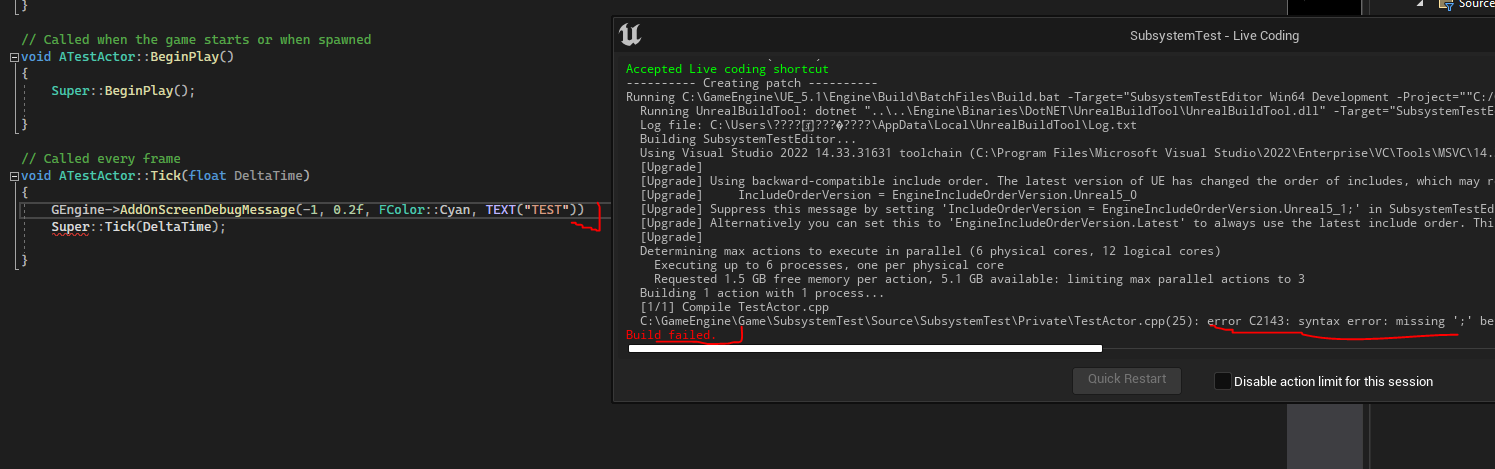 }
Source
// Called when the game starts or when spawned
void ATestActor::BeginPlay()
{
Super::BeginPlay();
}
// Called every frame
void ATestActor::Tick(float DeltaTime)
{
GEngine->AddOnScreenDebugMessage(-1, 0.2f, FColor::Cyan, TEXT("TEST"))
Super::Tick(DeltaTime);
}
SubsystemTest - Live Coding
Accepted Live coding shortcut
---------- Creating patch ----------
Running C:\GameEngine\UE_5.1\Engine\Build\BatchFiles\Build.bat -Target="SubsystemTestEditor Win64 Development -Project=""C:/
Running UnrealBuildTool: dotnet "..\..\Engine\Binaries\DotNET\UnrealBuildTool\UnrealBuildTool.dll" -Target="SubsystemTestE
Log file: C:\Users\???? ???�????\AppData\Local\UnrealBuildTool\Log.txt
Building SubsystemTestEditor...
Using Visual Studio 2022 14.33.31631 toolchain (C:\Program Files\Microsoft Visual Studio\2022\Enterprise\VC\Tools\MSVC\14.
[Upgrade]
[Upgrade] Using backward-compatible include order. The latest version of UE has changed the order of includes, which may r
[Upgrade] IncludeOrderVersion = EngineIncludeOrderVersion.Unreal5_0
[Upgrade] Suppress this message by setting 'IncludeOrderVersion = EngineIncludeOrderVersion.Unreal5_1;' in SubsystemTestEd
[Upgrade] Alternatively you can set this to 'EngineIncludeOrderVersion.Latest' to always use the latest include order. Thi
[Upgrade]
Determining max actions to execute in parallel (6 physical cores, 12 logical cores)
Executing up to 6 processes, one per physical core
Requested 1.5 GB free memory per action, 5.1 GB available: limiting max parallel actions to 3
Building 1 action with 1 process...
[1/1] Compile TestActor.cpp
C:\GameEngine\Game\SubsystemTest\Source\SubsystemTest\Private\TestActor.cpp(25): error C2143: syntax error: missing ';' be
Build failed.
Quick Restart
Disable action limit for this session